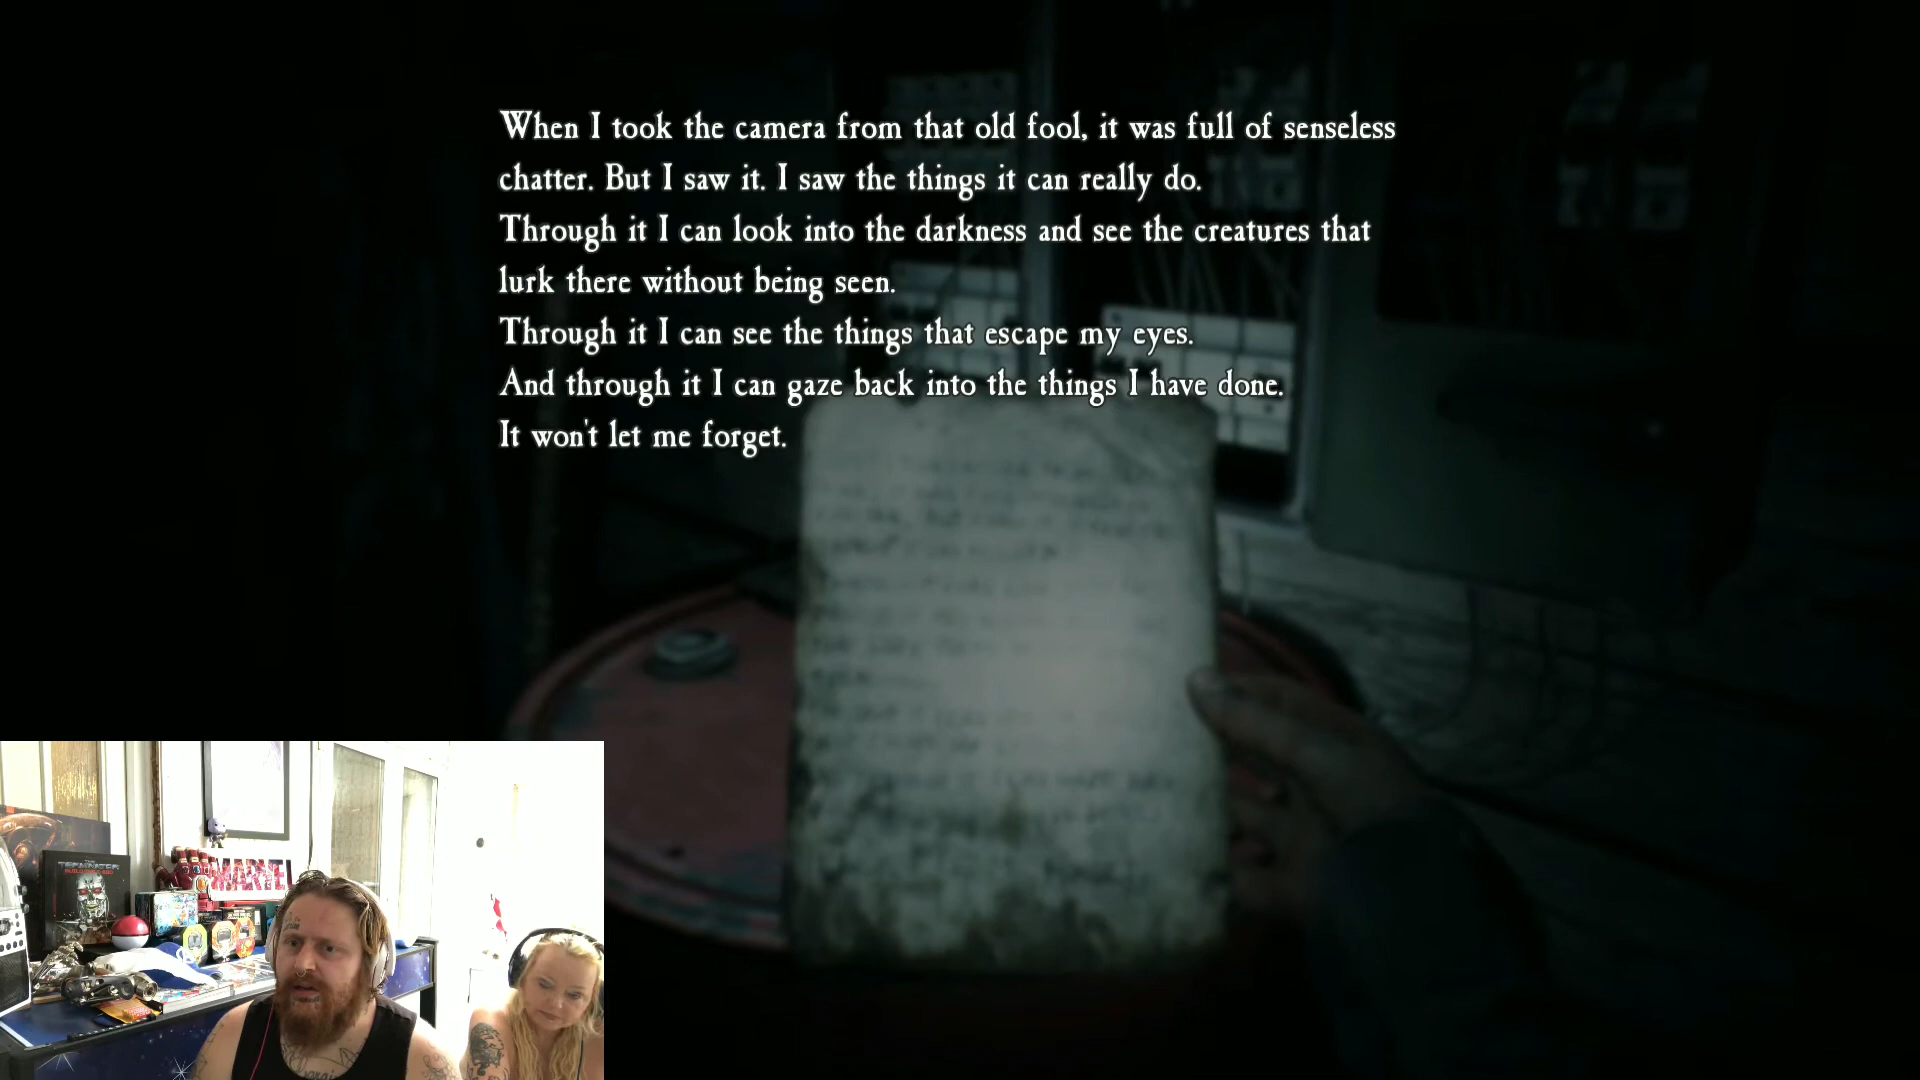 When I took the camera from that old fool, it was full of senseless
chatter. But I saw it. I saw the things it can really do.
Through it I can look into the darkness and see the creatures that
lurk there without being seen.
Through it I can see the things that escape my eyes.
And through it I can gaze back into the things I have done.
It won't let me forget.
THE
TERMINATOR
MARVEL